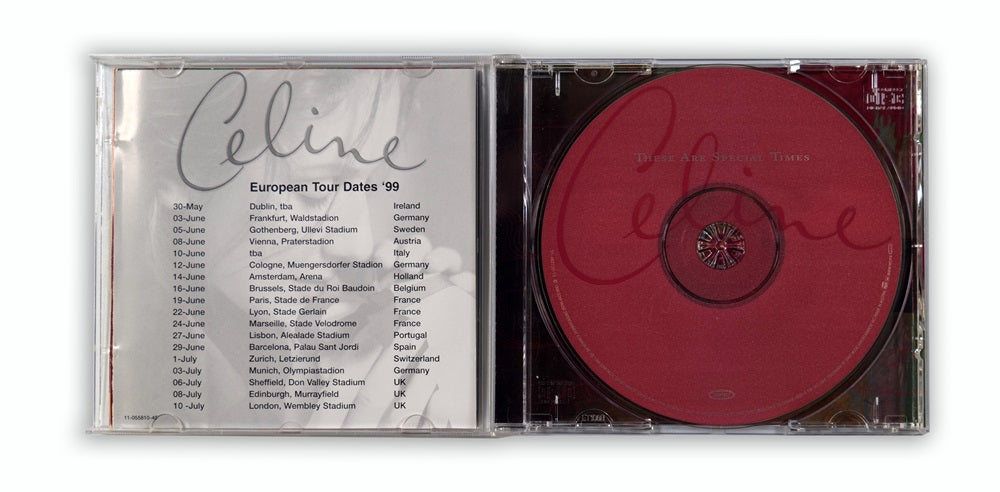 Celine
European Tour Dates ‘99
30-May Dublin, tba Ireland
03-June Frankfurt, Waldstadion Germany
05-June Gothenberg, Ullevi Stadium Sweden
08-June Vienna, Praterstadion Austria
10-June tba Italy
12-June Cologne, Muengersdorfer Stadion Germany
14-June Amsterdam, Arena Holland
16-June Brussels, Stade du Roi Baudoin Belgium
19-June Paris, Stade de France France
22-June Lyon, Stade Gerlain France
24-June Marseille, Stade Velodrome France
27-June Lisbon, Alealade Stadium Portugal
29-June Barcelona, Palau Sant Jordi Spain
1-July Zurich, Letzierund Switzerland
03-July Munich, Olympiastation Germany
06-July Sheffield, Don Valley Stadium UK
08-July Edinburgh, Murrayfield UK
10 -July London, Wembley Stadium UK
These Are Special Times
Celine